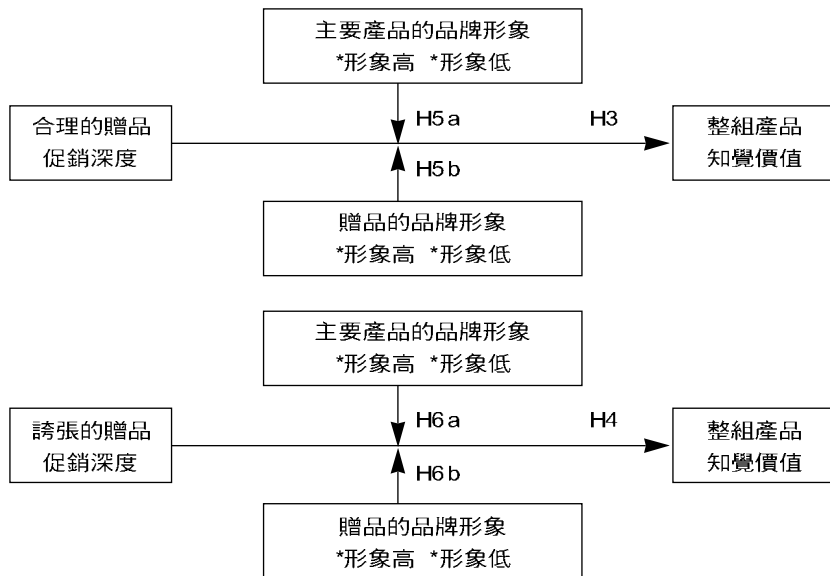 主要產品的品牌形象
*形象高 *形象低
H5a
H3
合理的贈品
促銷深度
整組產品
知覺價值
H5b
贈品的品牌形象
*形象高 *形象低
主要產品的品牌形象
*形象高 *形象低
H6a
H4
誇張的贈品
促銷深度
整組產品
知覺價值
H6b
贈品的品牌形象
*形象高 *形象低